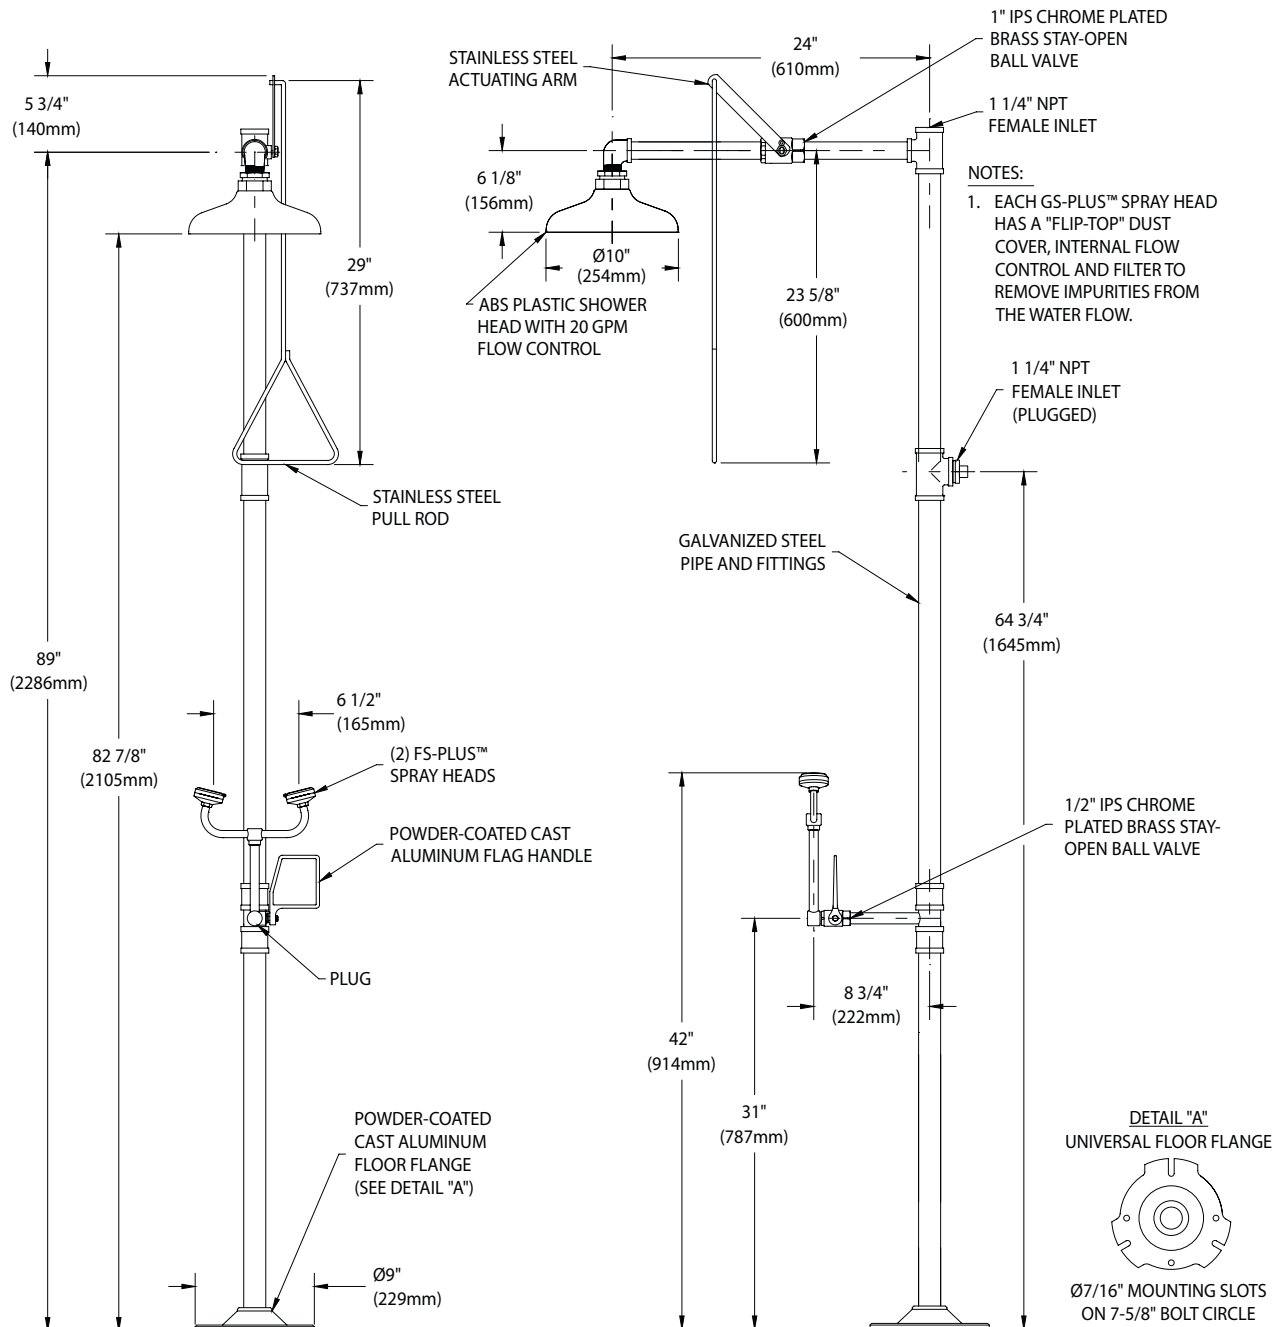 5 3/4"
(140mm)
29"
(737mm)
STAINLESS STEEL
PULL ROD
89"
(2286mm)
82 7/8"
(2105mm)
6 1/2"
(165mm)
(2) FS-PLUS™
SPRAY HEADS
POWDER-COATED CAST
ALUMINUM FLAG HANDLE
PLUG
POWDER-COATED
CAST ALUMINUM
FLOOR FLANGE
(SEE DETAIL "A")
Ø9"
(229mm)
STAINLESS STEEL
ACTUATING ARM
24"
(610mm)
1" IPS CHROME PLATED
BRASS STAY-OPEN
BALL VALVE
1 1/4" NPT
FEMALE INLET
6 1/8"
(156mm)
Ø10"
(254mm)
ABS PLASTIC SHOWER
HEAD WITH 20 GPM
FLOW CONTROL
23 5/8"
(600mm)
NOTES:
1. EACH GS-PLUS™ SPRAY HEAD
HAS A "FLIP-TOP" DUST
COVER, INTERNAL FLOW
CONTROL AND FILTER TO
REMOVE IMPURITIES FROM
THE WATER FLOW.
1 1/4" NPT
FEMALE INLET
(PLUGGED)
GALVANIZED STEEL
PIPE AND FITTINGS
64 3/4"
(1645mm)
1/2" IPS CHROME
PLATED BRASS STAY-
OPEN BALL VALVE
8 3/4"
(222mm)
42"
(914mm)
31"
(787mm)
DETAIL "A"
UNIVERSAL FLOOR FLANGE
Ø7/16" MOUNTING SLOTS
ON 7-5/8" BOLT CIRCLE